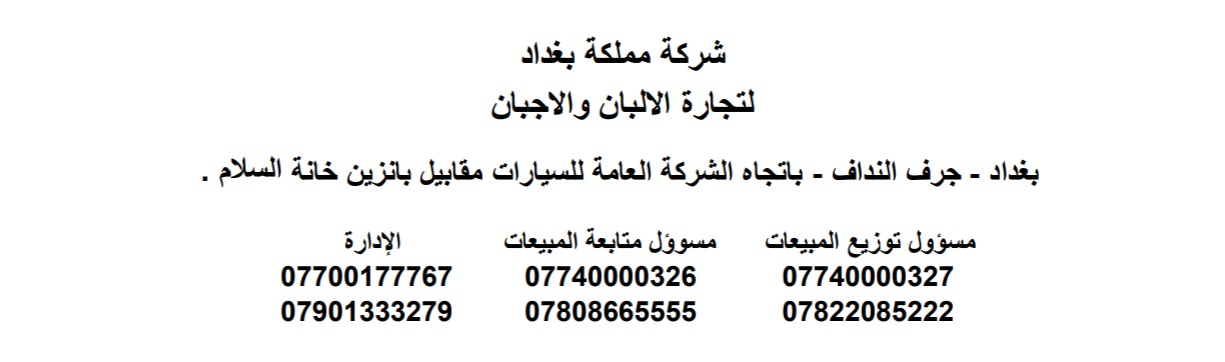 شركة مملكة بغداد
لتجارة الالبان والاجبان
بغداد - جرف النداف - باتجاه الشركة العامة للسيارات مقابيل بانزين خانة السلام .
مسؤول توزيع المبيعات مسوؤل متابعة المبيعات الإدارة
07740000327 07740000326 07700177767
07822085222 07808665555 07901333279